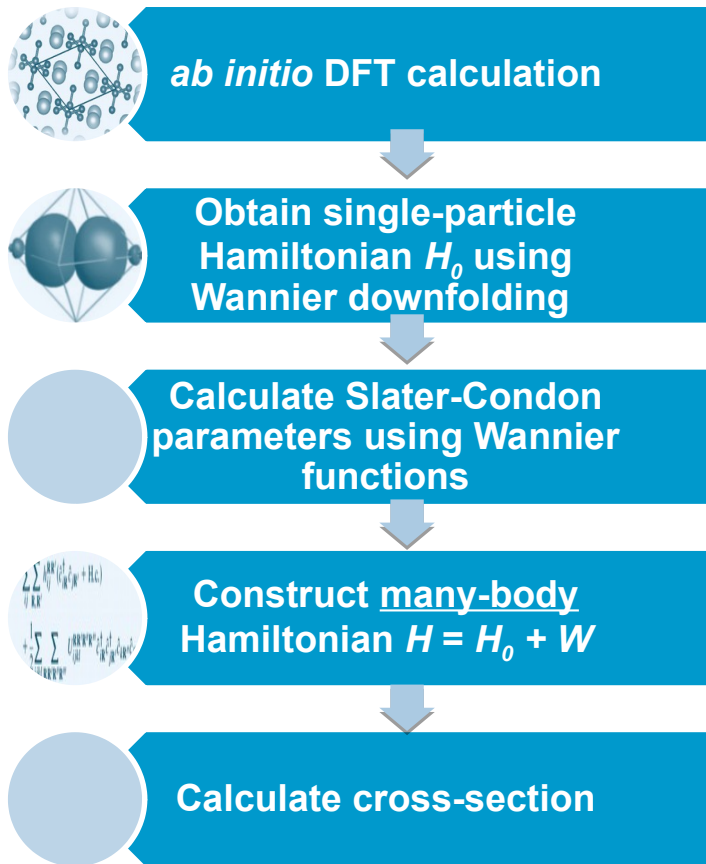 ab initio DFT calculation
Obtain single-particle
Hamiltonian H₀ using
Wannier downfolding
Calculate Slater-Condon
parameters using Wannier
functions
Construct many-body
Hamiltonian H = H₀ + W
Calculate cross-section